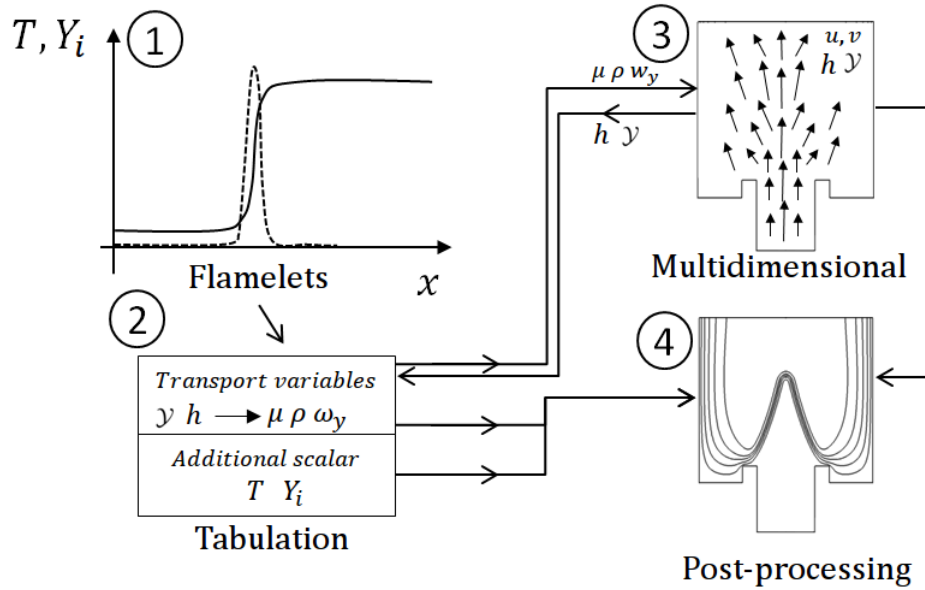 T, Y_i
1
x
Flamelets
2
Transport variables
𝒴 h ⟶ μ ρ ω_y
Additional scalar
T Y_i
Tabulation
μ ρ w_y
h 𝒴
3
u, v
h 𝒴
Multidimensional
4
Post-processing